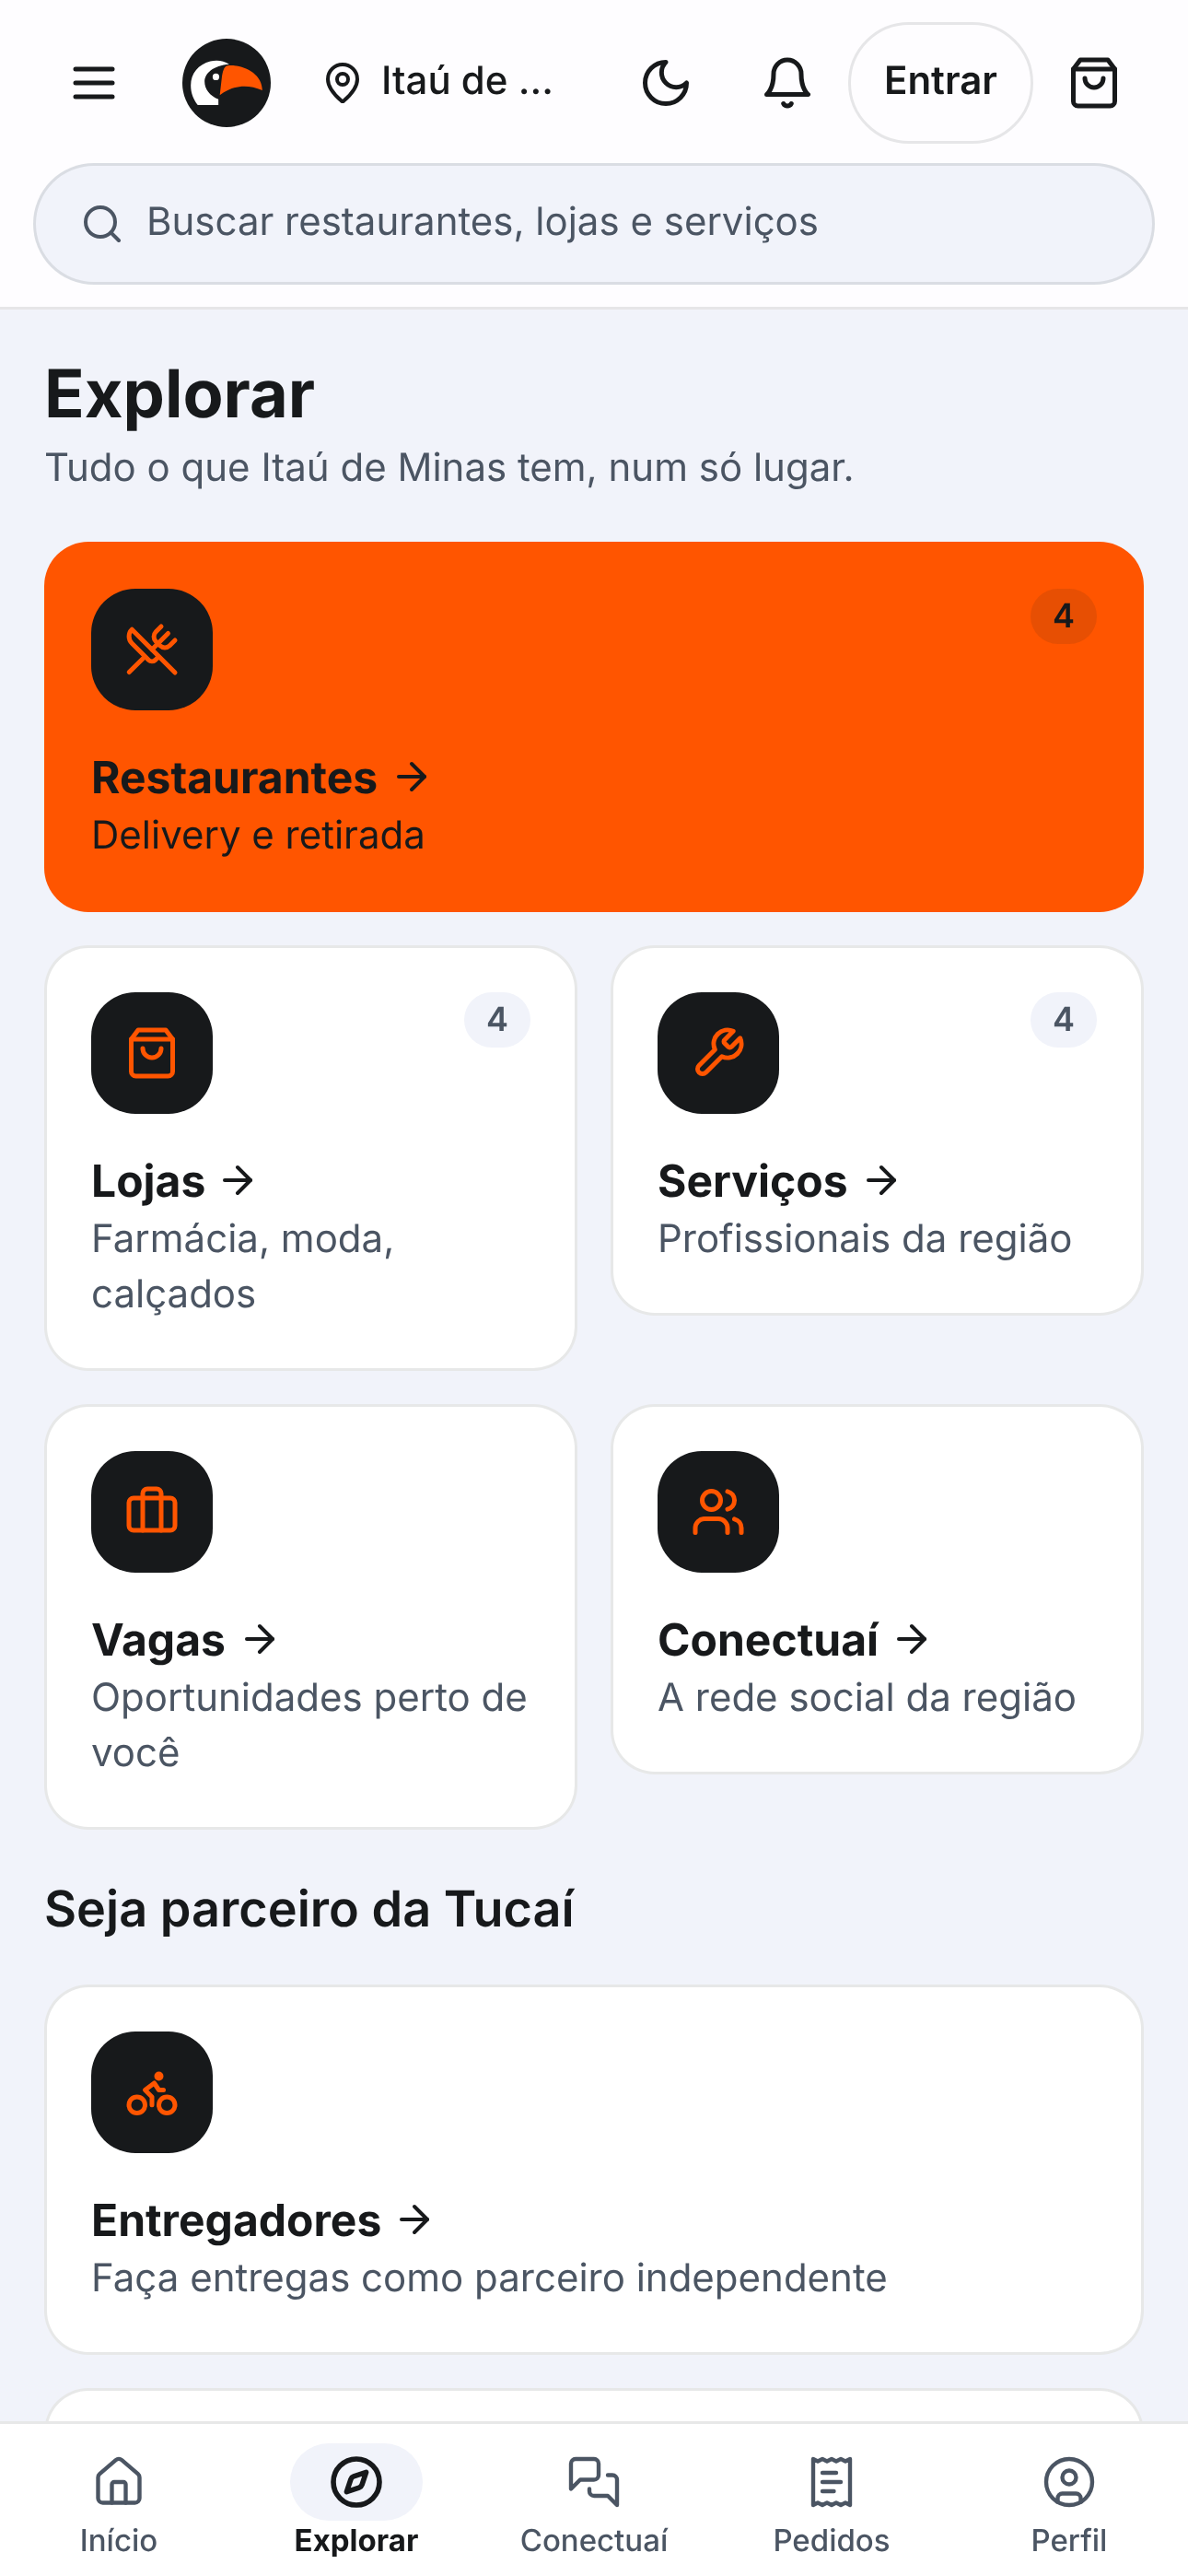 Itaú de ...
Entrar
Buscar restaurantes, lojas e serviços
Explorar
Tudo o que Itaú de Minas tem, num só lugar.
4
Restaurantes →
Delivery e retirada
4
Lojas →
Farmácia, moda,
calçados
4
Serviços →
Profissionais da região
Vagas →
Oportunidades perto de
você
Conectuaí →
A rede social da região
Seja parceiro da Tucaí
Entregadores →
Faça entregas como parceiro independente
Início
Explorar
Conectuaí
Pedidos
Perfil